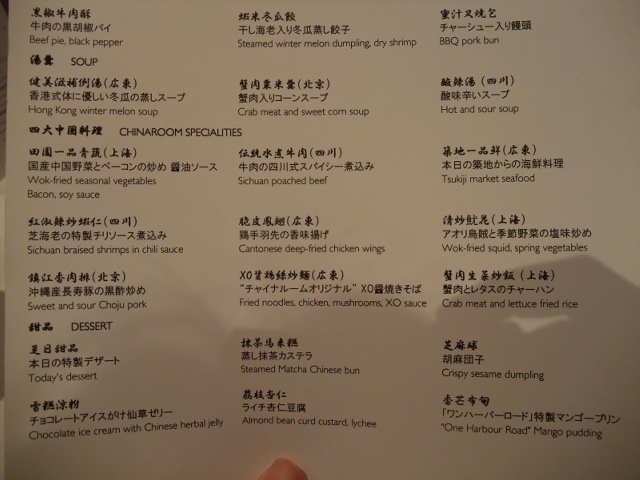 黒椒牛肉酥
牛肉の黒胡椒パイ
Beef pie, black pepper
蝦米冬瓜餃
干し海老入り冬瓜蒸し餃子
Steamed winter melon dumpling, dry shrimp
蜜汁叉焼包
チャーシュー入り饅頭
BBQ pork bun
湯羹 SOUP
健美滋補例湯(広東)
香港式体に優しい冬瓜の蒸しスープ
Hong Kong winter melon soup
蟹肉粟米羹(北京)
蟹肉入りコーンスープ
Crab meat and sweet corn soup
酸辣湯(四川)
酸味辛いスープ
Hot and sour soup
四大中国料理 CHINAROOM SPECIALITIES
田園一品青蔬(上海)
国産中国野菜とベーコンの炒め 醤油ソース
Wok-fried seasonal vegetables
Bacon, soy sauce
伝統水煮牛肉(四川)
牛肉の四川式スパイシー煮込み
Sichuan poached beef
築地一品鮮(広東)
本日の築地からの海鮮料理
Tsukiji market seafood
紅淑辣炒蝦仁(四川)
芝海老の特製チリソース煮込み
Sichuan braised shrimps in chili sauce
脆皮鳳翅(広東)
鶏手羽先の香味揚げ
Cantonese deep-fried chicken wings
清炒魷花(上海)
アオリ烏賊と季節野菜の塩味炒め
Wok-fried squid, spring vegetables
鎮江香肉排(北京)
沖縄産長寿豚の黒酢炒め
Sweet and sour Choju pork
XO醤鶏絲炒麺(広東)
"チャイナルームオリジナル" XO醤焼きそば
Fried noodles, chicken, mushrooms, XO sauce
蟹肉生菜炒飯(上海)
蟹肉とレタスのチャーハン
Crab meat and lettuce fried rice
甜品 DESSERT
是日甜品
本日の特製デザート
Today's dessert
抹茶马来糕
蒸し抹茶カステラ
Steamed Matcha Chinese bun
芝麻球
胡麻団子
Crispy sesame dumpling
雪糕涼粉
チョコレートアイスがけ仙草ゼリー
Chocolate ice cream with Chinese herbal jelly
荔枝杏仁
ライチ杏仁豆腐
Almond bean curd custard, lychee
香芒布甸
「ワンハーバーロード」特製マンゴープリン
"One Harbour Road" Mango pudding